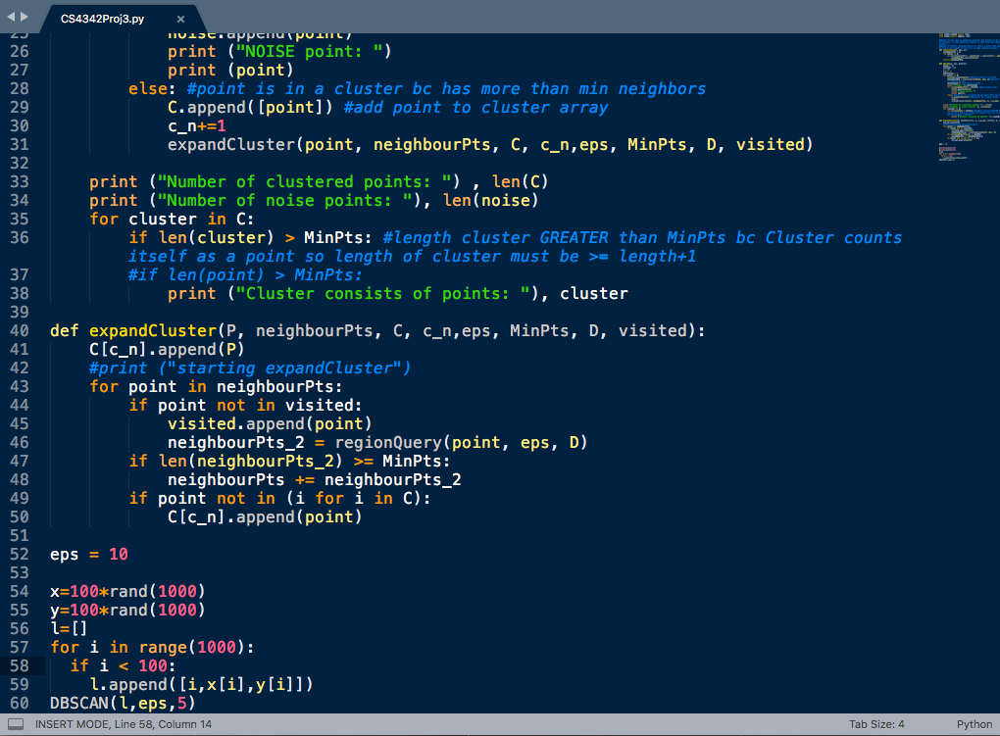 CS4342Proj3.py ×
25 noise.append(point)
26 print ("NOISE point: ")
27 print (point)
28 else: #point is in a cluster bc has more than min neighbors
29 C.append([point]) #add point to cluster array
30 c_n+=1
31 expandCluster(point, neighbourPts, C, c_n,eps, MinPts, D, visited)
32
33 print ("Number of clustered points: ") , len(C)
34 print ("Number of noise points: "), len(noise)
35 for cluster in C:
36 if len(cluster) > MinPts: #length cluster GREATER than MinPts bc Cluster counts
itself as a point so length of cluster must be >= length+1
37 #if len(point) > MinPts:
38 print ("Cluster consists of points: "), cluster
39
40 def expandCluster(P, neighbourPts, C, c_n,eps, MinPts, D, visited):
41 C[c_n].append(P)
42 #print ("starting expandCluster")
43 for point in neighbourPts:
44 if point not in visited:
45 visited.append(point)
46 neighbourPts_2 = regionQuery(point, eps, D)
47 if len(neighbourPts_2) >= MinPts:
48 neighbourPts += neighbourPts_2
49 if point not in (i for i in C):
50 C[c_n].append(point)
51
52 eps = 10
53
54 x=100*rand(1000)
55 y=100*rand(1000)
56 l=[]
57 for i in range(1000):
58 if i < 100:
59 l.append([i,x[i],y[i]])
60 DBSCAN(l,eps,5)
INSERT MODE, Line 58, Column 14 Tab Size: 4 Python